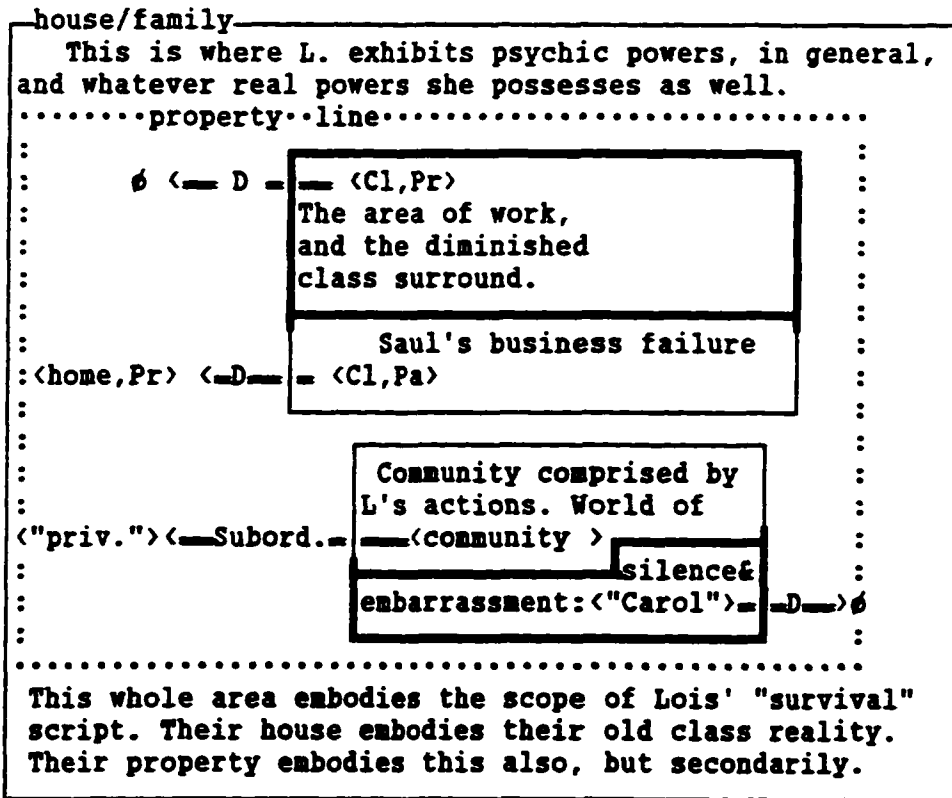 house/family
This is where L. exhibits psychic powers, in general,
and whatever real powers she possesses as well.
property line
ø <== D = == <Cl,Pr>
The area of work,
and the diminished
class surround.
Saul's business failure
<home,Pr> <=D== = <Cl,Pa>
Community comprised by
L's actions. World of
<"priv."><==Subord.= ==<community >
silence&
embarrassment:<"Carol">= =D==>ø
This whole area embodies the scope of Lois' "survival"
script. Their house embodies their old class reality.
Their property embodies this also, but secondarily.